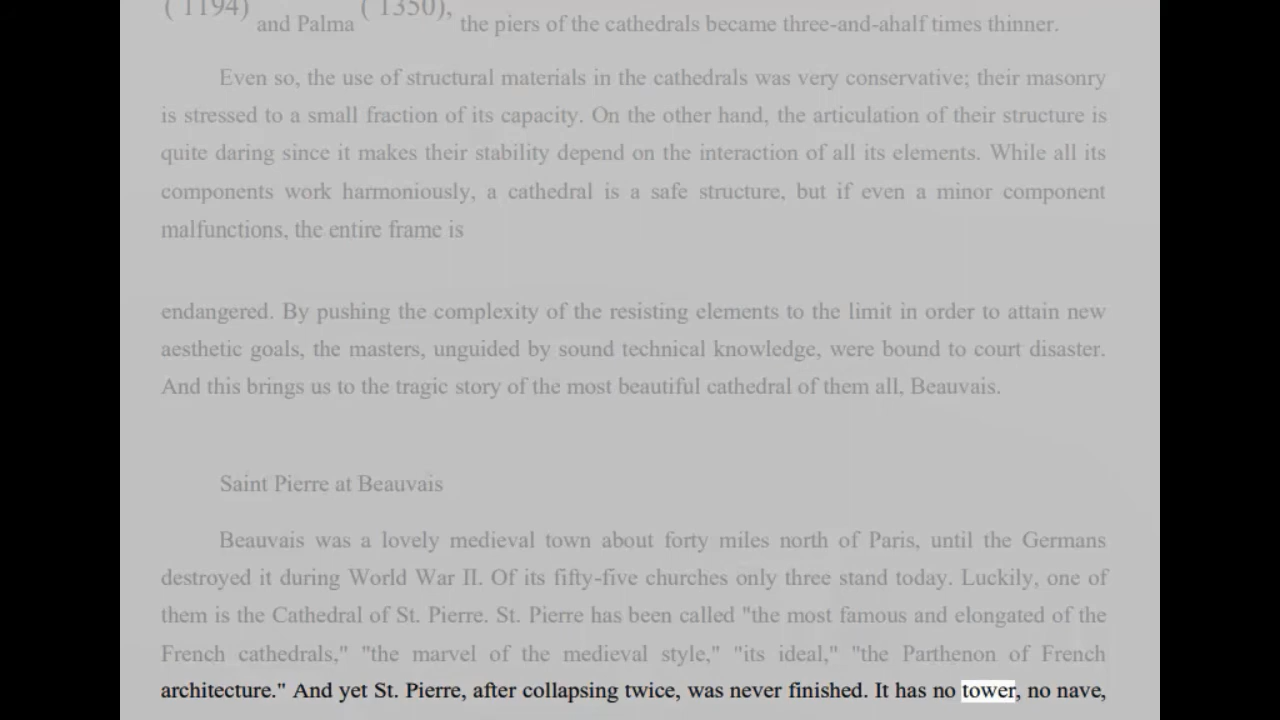 ( 1194) and Palma ( 1350), the piers of the cathedrals became three-and-ahalf times thinner.
Even so, the use of structural materials in the cathedrals was very conservative; their masonry
is stressed to a small fraction of its capacity. On the other hand, the articulation of their structure is
quite daring since it makes their stability depend on the interaction of all its elements. While all its
components work harmoniously, a cathedral is a safe structure, but if even a minor component
malfunctions, the entire frame is
endangered. By pushing the complexity of the resisting elements to the limit in order to attain new
aesthetic goals, the masters, unguided by sound technical knowledge, were bound to court disaster.
And this brings us to the tragic story of the most beautiful cathedral of them all, Beauvais.
Saint Pierre at Beauvais
Beauvais was a lovely medieval town about forty miles north of Paris, until the Germans
destroyed it during World War II. Of its fifty-five churches only three stand today. Luckily, one of
them is the Cathedral of St. Pierre. St. Pierre has been called "the most famous and elongated of the
French cathedrals," "the marvel of the medieval style," "its ideal," "the Parthenon of French
architecture." And yet St. Pierre, after collapsing twice, was never finished. It has no tower, no nave,